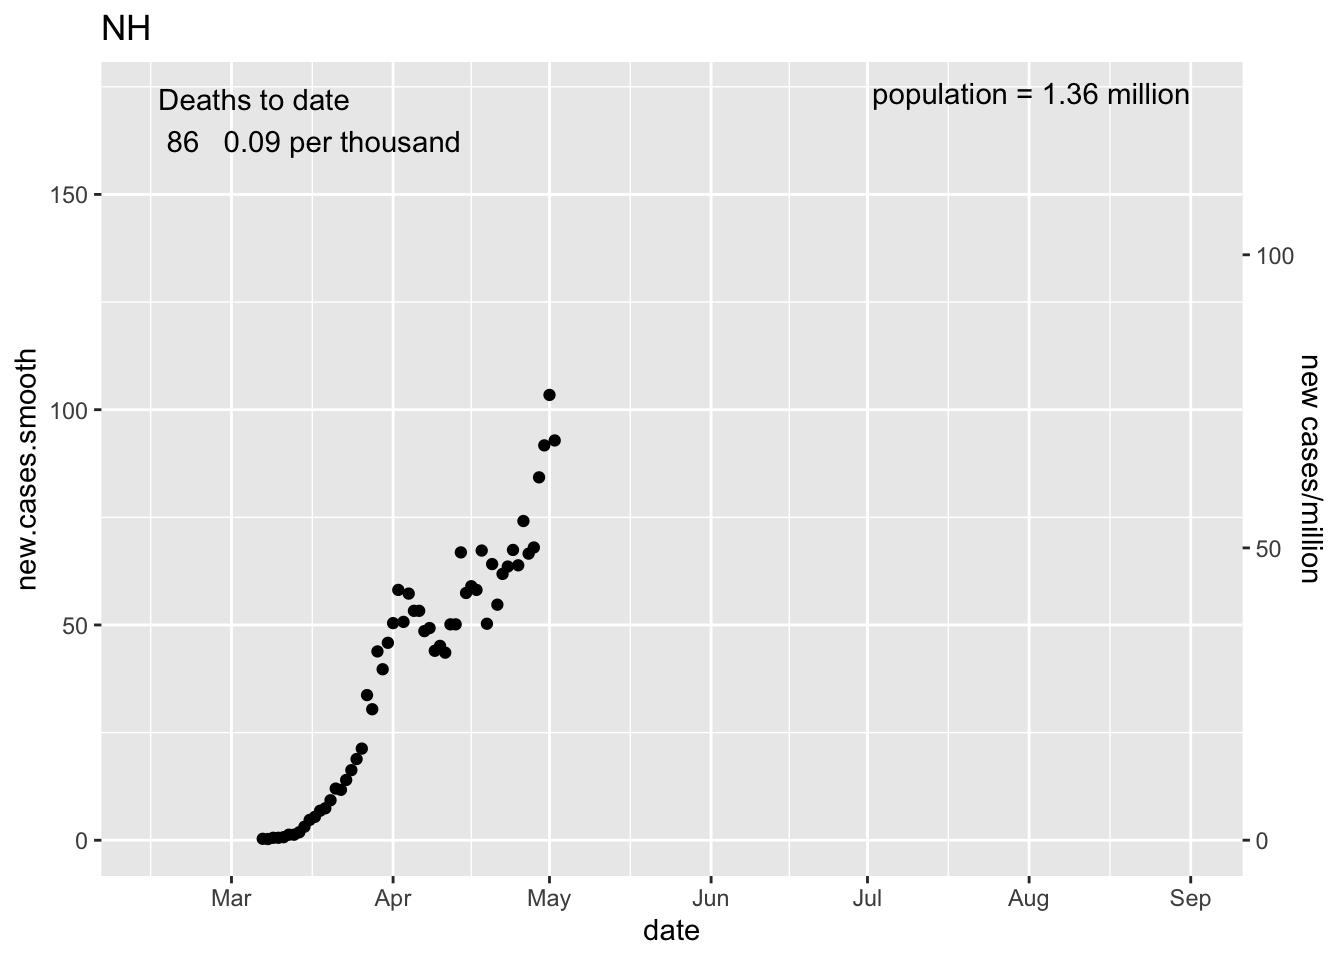 NH
Deaths to date
86 0.09 per thousand
population = 1.36 million
new.cases.smooth
150
100
50
0
100
50
0
new cases/million
Mar Apr May Jun Jul Aug Sep
date